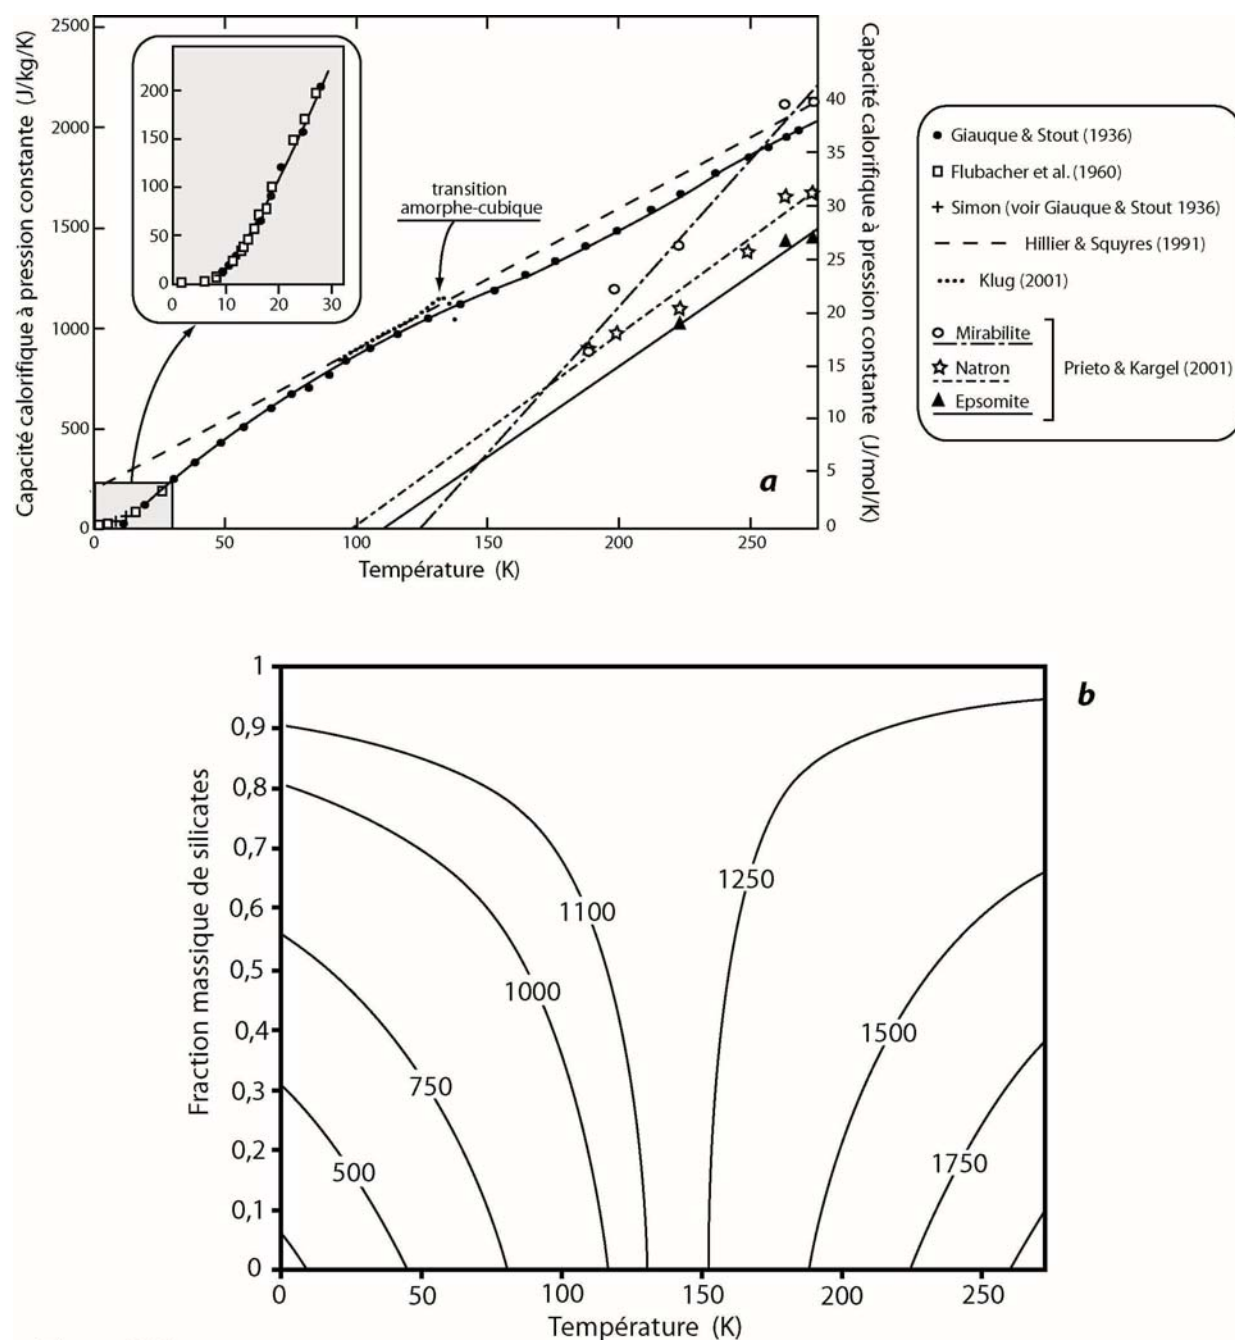 Capacité calorifique à pression constante (J/kg/K)
2500
2000
1500
1000
500
0
200
150
100
50
0
0 10 20 30
transition
amorphe-cubique
a
0 50 100 150 200 250
Température (K)
40
35
30
25
20
15
10
5
0
Capacité calorifique à pression constante (J/mol/K)
Giauque & Stout (1936)
Flubacher et al. (1960)
Simon (voir Giauque & Stout 1936)
Hillier & Squyres (1991)
Klug (2001)
Mirabilite
Natron
Epsomite
Prieto & Kargel (2001)
b
Fraction massique de silicates
1
0,9
0,8
0,7
0,6
0,5
0,4
0,3
0,2
0,1
0
1250
1100
1000
1500
750
500
1750
0 50 100 150 200 250
Température (K)